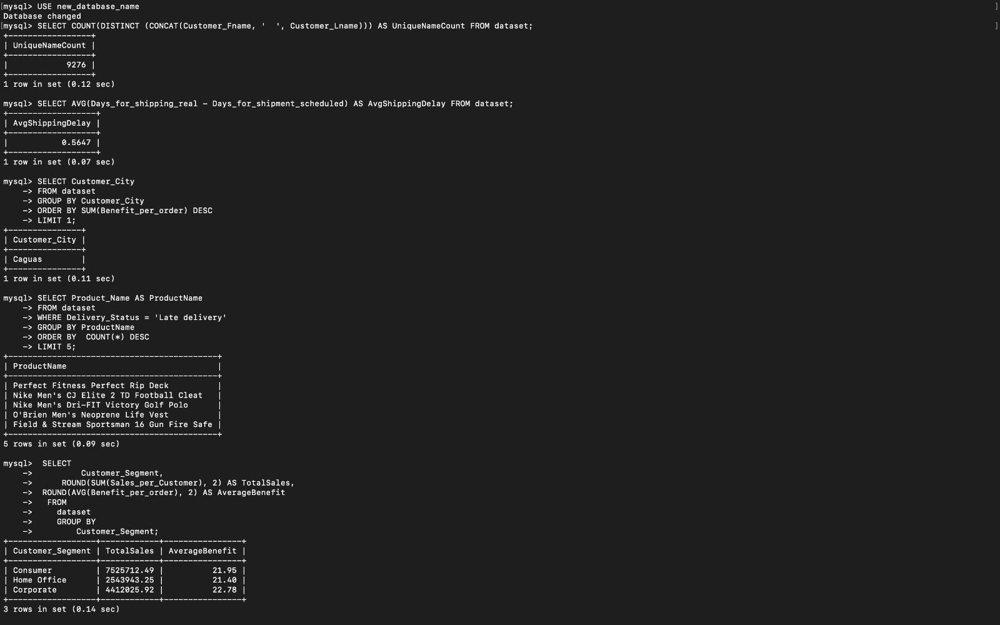 [mysql> USE new_database_name ]
Database changed
[mysql> SELECT COUNT(DISTINCT (CONCAT(Customer_Fname, '  ', Customer_Lname))) AS UniqueNameCount FROM dataset; ]
+-----------------+
| UniqueNameCount |
+-----------------+
|            9276 |
+-----------------+
1 row in set (0.12 sec)

mysql> SELECT AVG(Days_for_shipping_real - Days_for_shipment_scheduled) AS AvgShippingDelay FROM dataset;
+------------------+
| AvgShippingDelay |
+------------------+
|           0.5647 |
+------------------+
1 row in set (0.07 sec)

mysql> SELECT Customer_City
    -> FROM dataset
    -> GROUP BY Customer_City
    -> ORDER BY SUM(Benefit_per_order) DESC
    -> LIMIT 1;
+---------------+
| Customer_City |
+---------------+
| Caguas        |
+---------------+
1 row in set (0.11 sec)

mysql> SELECT Product_Name AS ProductName
    -> FROM dataset
    -> WHERE Delivery_Status = 'Late delivery'
    -> GROUP BY ProductName
    -> ORDER BY  COUNT(*) DESC
    -> LIMIT 5;
+-------------------------------------------+
| ProductName                               |
+-------------------------------------------+
| Perfect Fitness Perfect Rip Deck          |
| Nike Men's CJ Elite 2 TD Football Cleat   |
| Nike Men's Dri-FIT Victory Golf Polo      |
| O'Brien Men's Neoprene Life Vest          |
| Field & Stream Sportsman 16 Gun Fire Safe |
+-------------------------------------------+
5 rows in set (0.09 sec)

mysql>  SELECT
    ->          Customer_Segment,
    ->      ROUND(SUM(Sales_per_Customer), 2) AS TotalSales,
    ->  ROUND(AVG(Benefit_per_order), 2) AS AverageBenefit
    ->   FROM
    ->     dataset
    ->     GROUP BY
    ->         Customer_Segment;
+------------------+------------+----------------+
| Customer_Segment | TotalSales | AverageBenefit |
+------------------+------------+----------------+
| Consumer         | 7525712.49 |          21.95 |
| Home Office      | 2543943.25 |          21.40 |
| Corporate        | 4412025.92 |          22.78 |
+------------------+------------+----------------+
3 rows in set (0.14 sec)